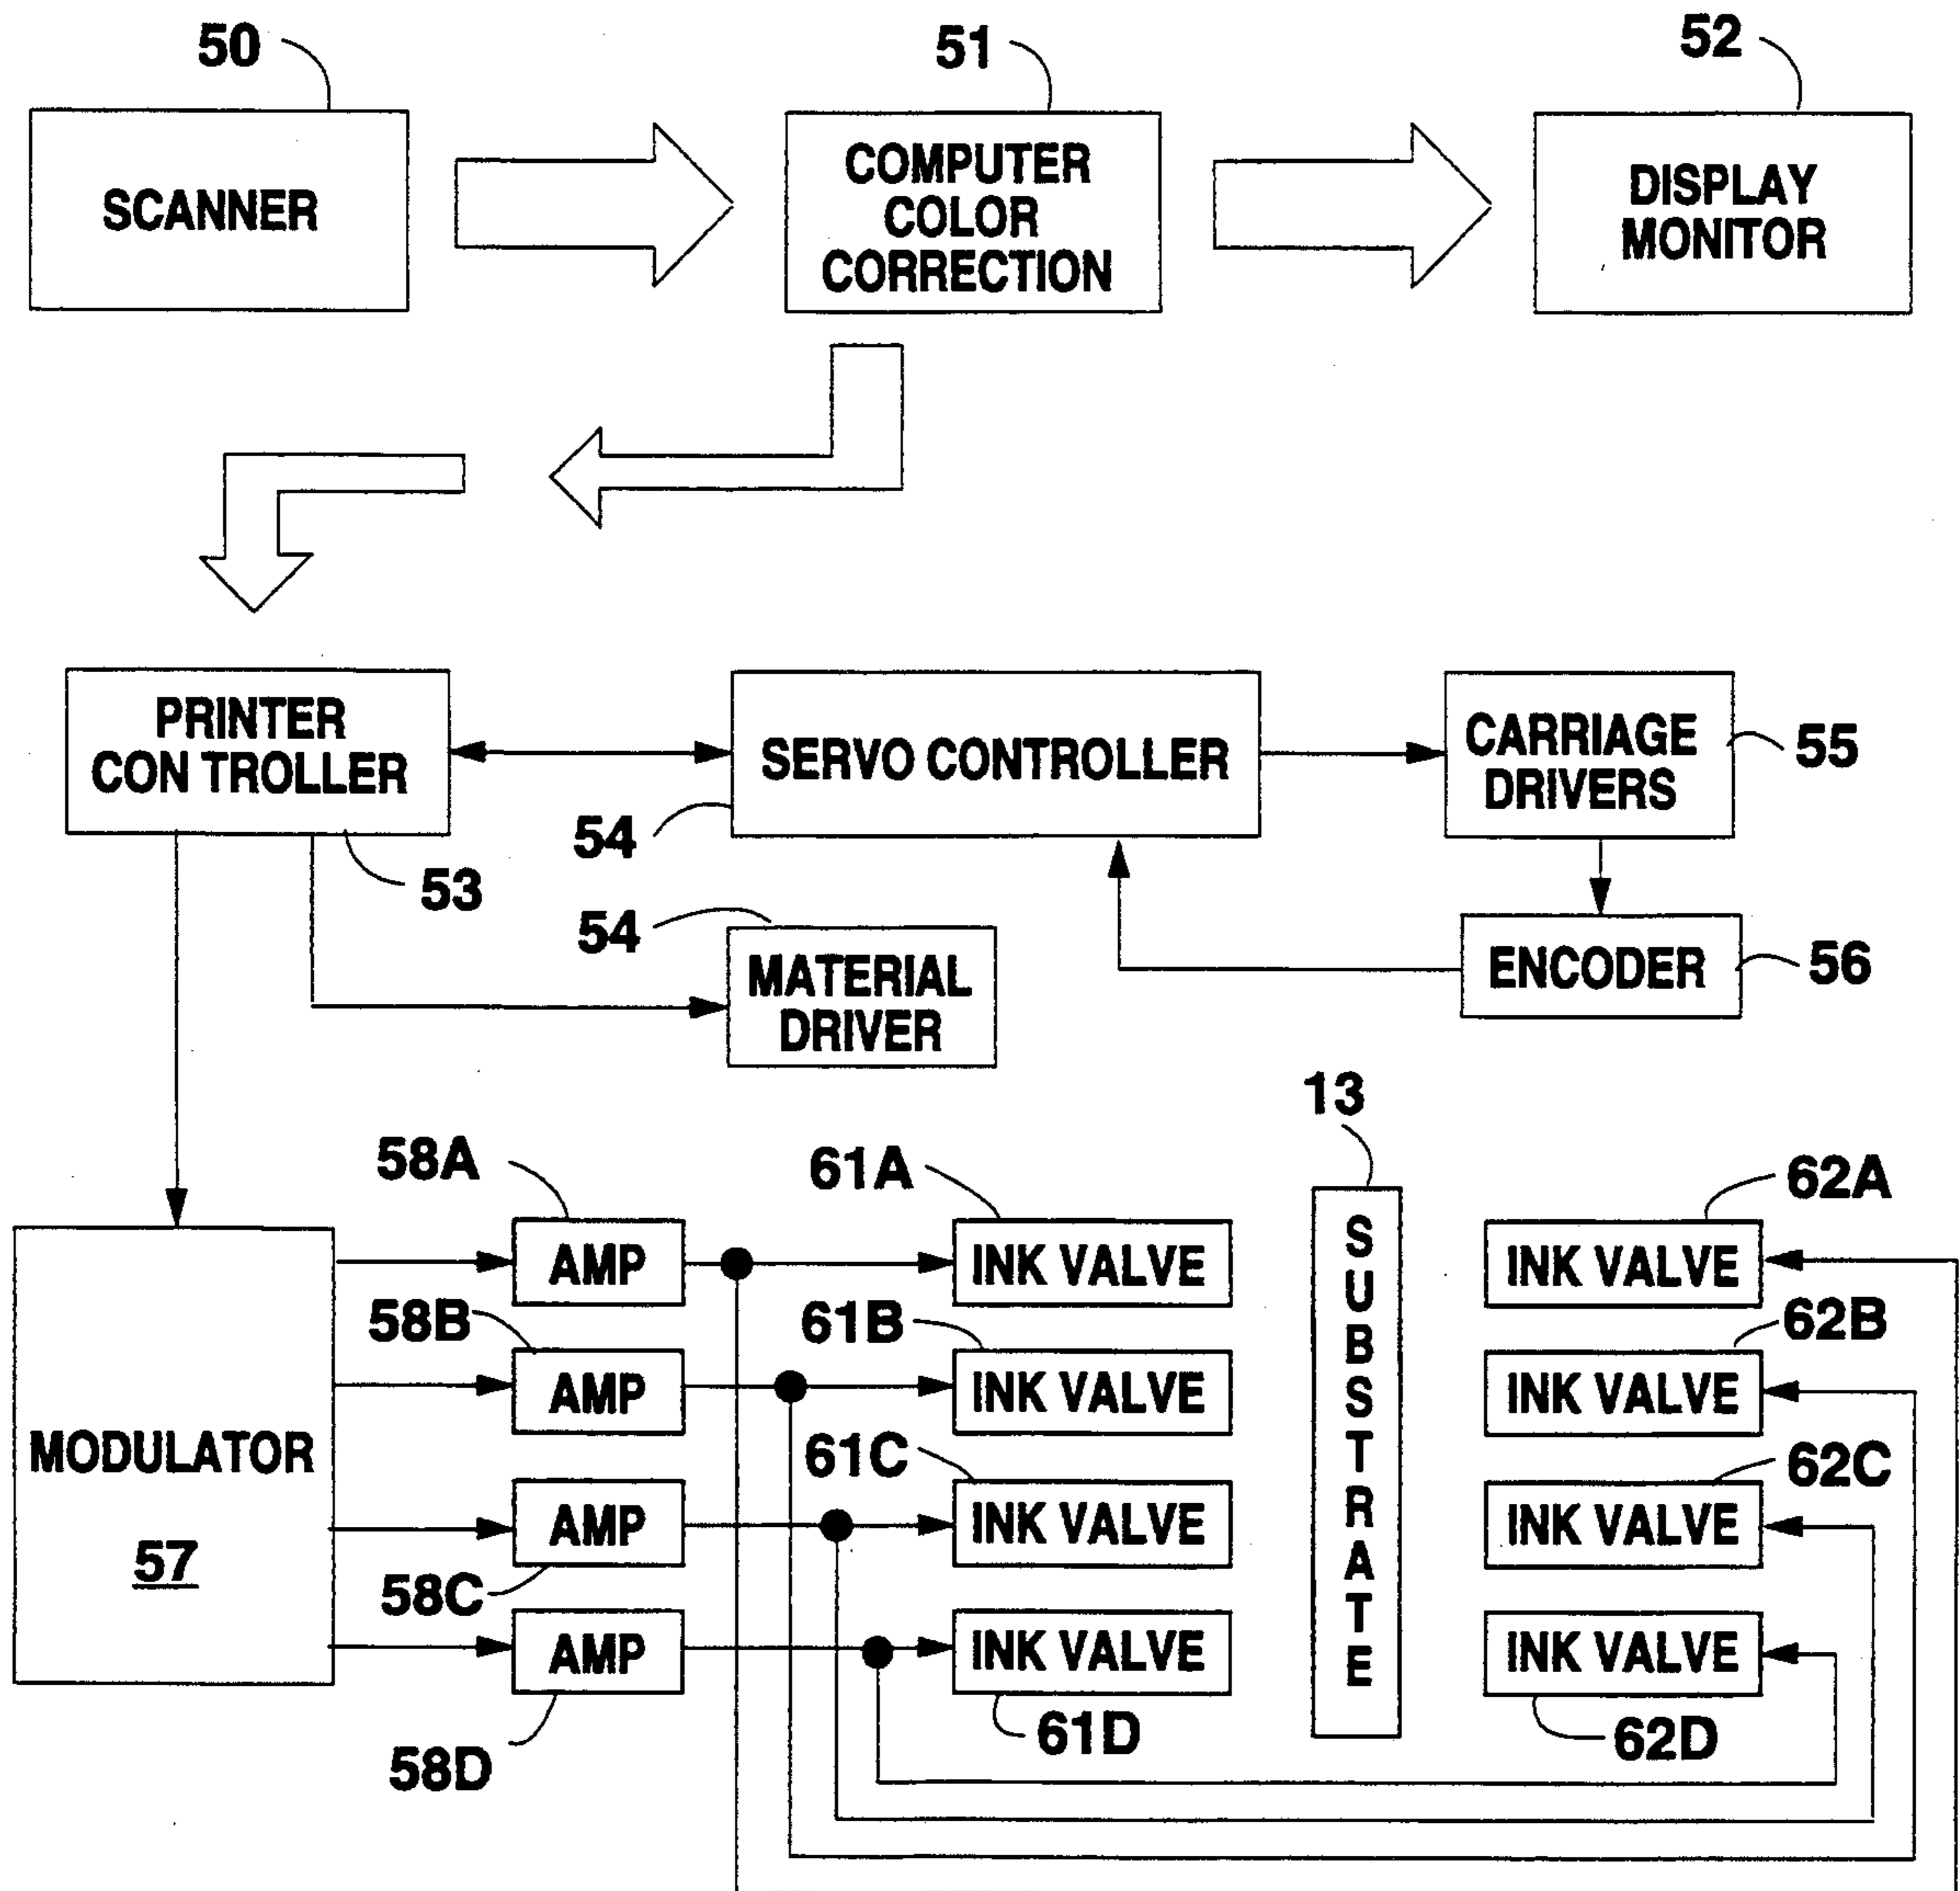 50
51
52
SCANNER
COMPUTER
COLOR
CORRECTION
DISPLAY
MONITOR
PRINTER
CON TROLLER
53
SERVO CONTROLLER
54
CARRIAGE
DRIVERS
55
54
MATERIAL
DRIVER
ENCODER
56
13
MODULATOR
57
58A
AMP
58B
AMP
AMP
58C
AMP
58D
61A
INK VALVE
61B
INK VALVE
61C
INK VALVE
INK VALVE
61D
SUBSTRATE
62A
INK VALVE
62B
INK VALVE
62C
INK VALVE
INK VALVE
62D